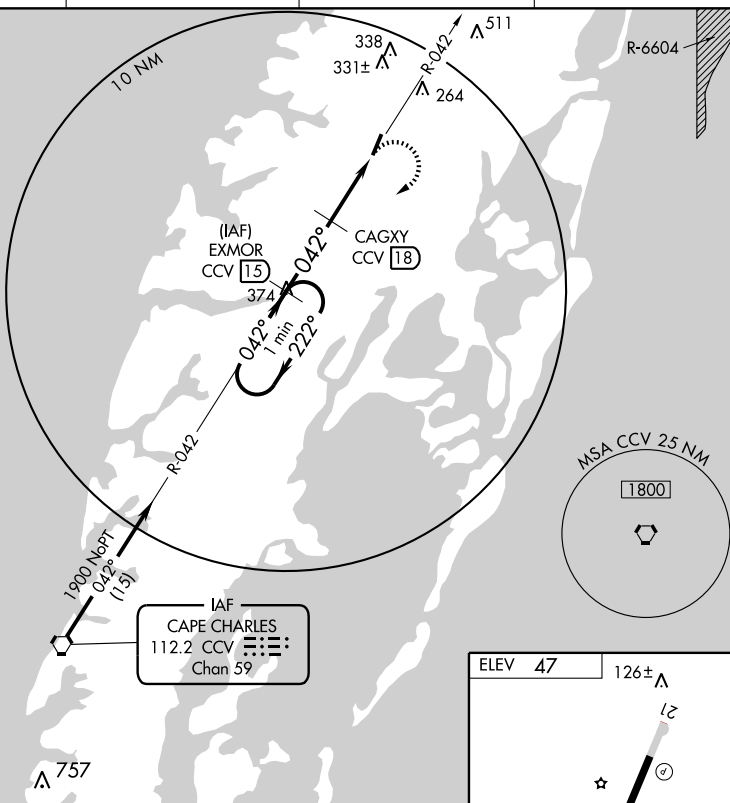 10 NM
338
331±
511
R-042
264
R-6604
(IAF)
EXMOR
CCV 15
042°
CAGXY
CCV 18
374
042°
1 min
222°
R-042
MSA CCV 25 NM
1800
1900 NoPT
042°
(15)
IAF
CAPE CHARLES
112.2 CCV
Chan 59
757
ELEV 47
126±
21
P